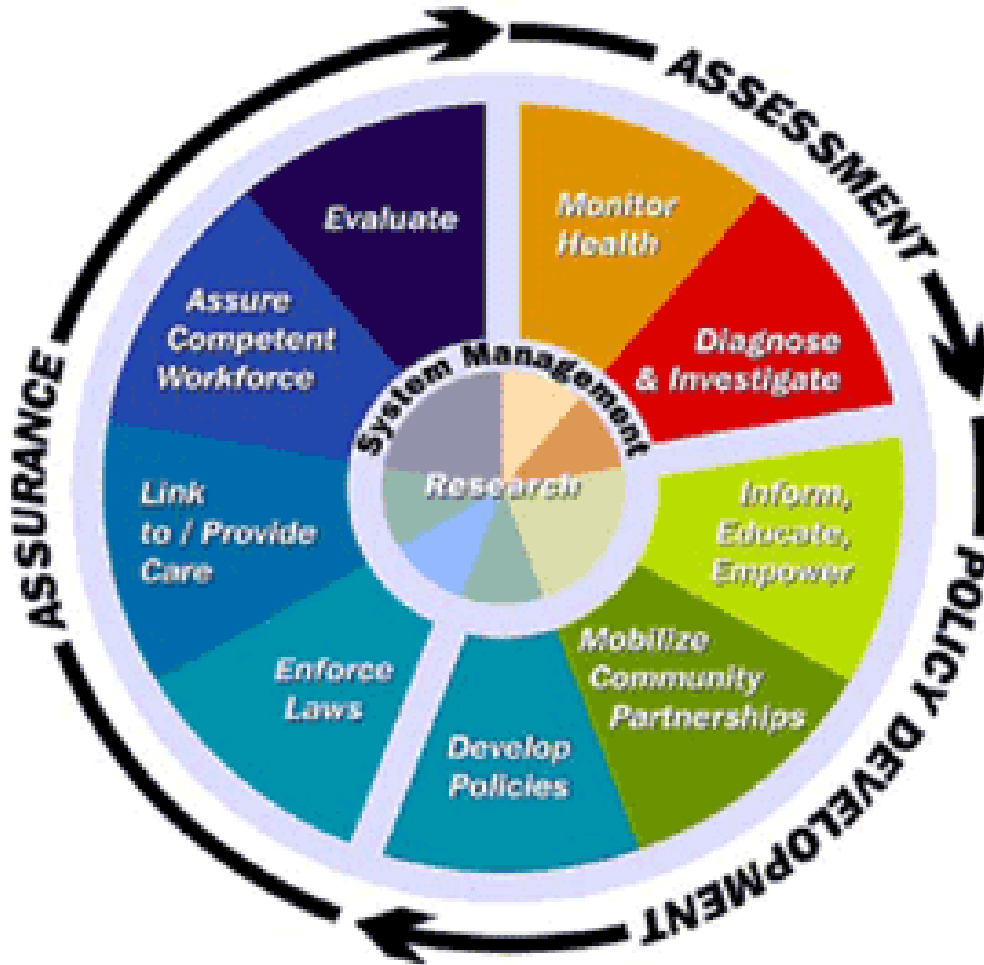 ASSESSMENT
Monitor
Health
Diagnose
& Investigate
POLICY DEVELOPMENT
Inform,
Educate,
Empower
Mobilize
Community
Partnerships
Develop
Policies
ASSURANCE
Enforce
Laws
Link
to / Provide
Care
Assure
Competent
Workforce
Evaluate
System Management
Research